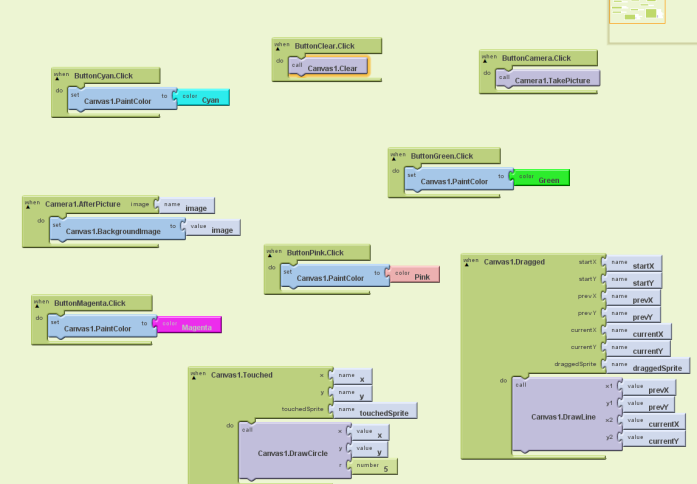 when ButtonCyan.Click
do set Canvas1.PaintColor to color Cyan
when ButtonClear.Click
do call Canvas1.Clear
when ButtonCamera.Click
do call Camera1.TakePicture
when ButtonGreen.Click
do set Canvas1.PaintColor to color Green
when Camera1.AfterPicture image name image
do set Canvas1.BackgroundImage to value image
when ButtonPink.Click
do set Canvas1.PaintColor to color Pink
when ButtonMagenta.Click
do set Canvas1.PaintColor to color Magenta
when Canvas1.Dragged startX name startX
startY name startY
prevX name prevX
prevY name prevY
currentX name currentX
currentY name currentY
draggedSprite name draggedSprite
do call Canvas1.DrawLine x1 value prevX
y1 value prevY
x2 value currentX
y2 value currentY
when Canvas1.Touched x name x
y name y
touchedSprite name touchedSprite
do call Canvas1.DrawCircle x value x
y value y
r number 5